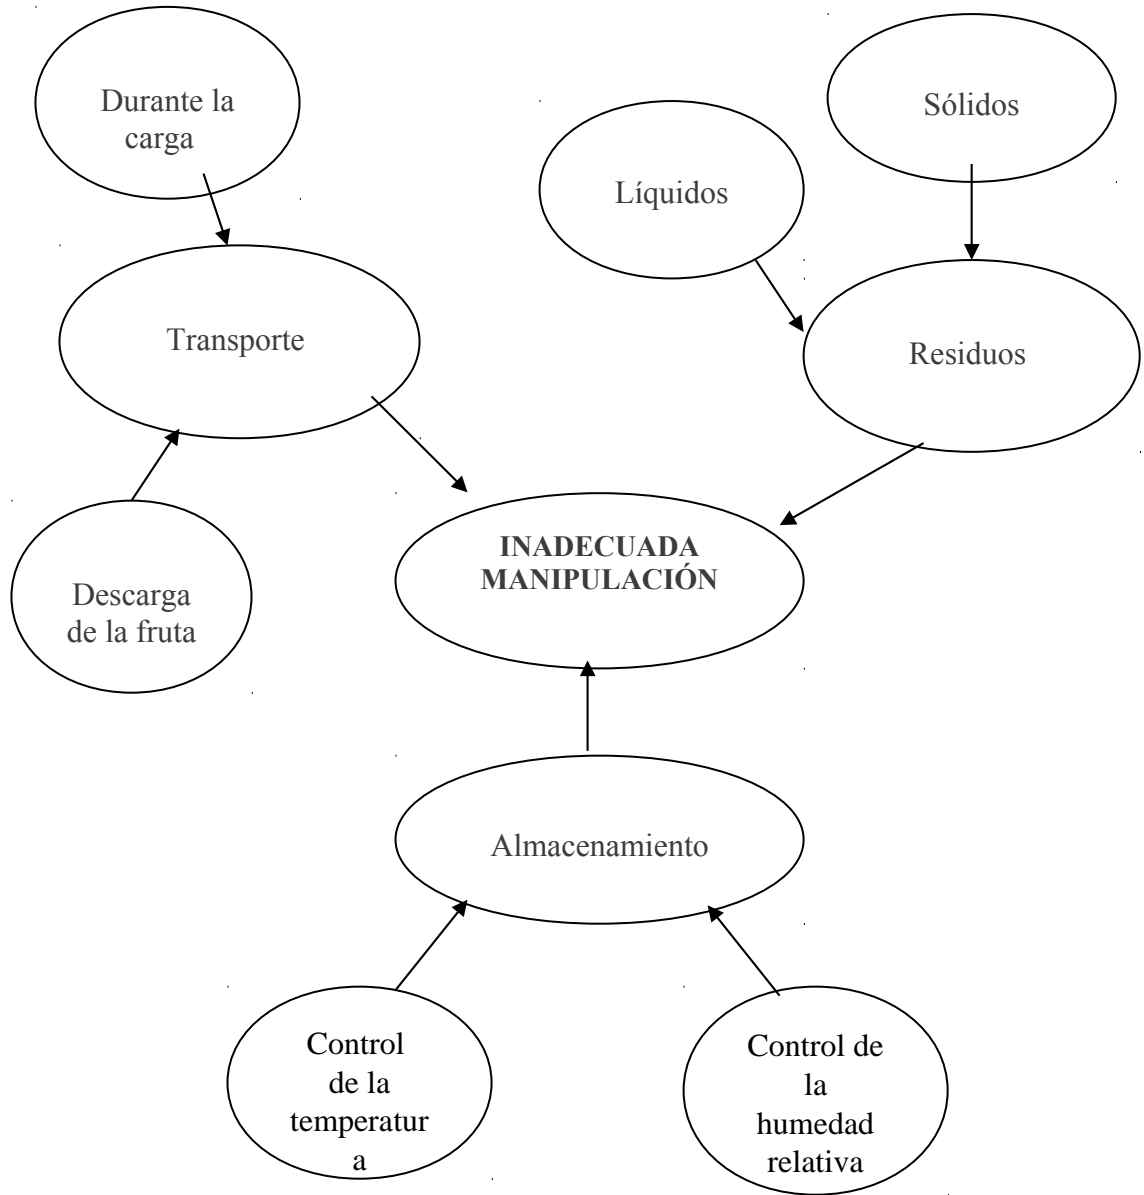 Durante la
carga
Sólidos
Líquidos
Transporte
Residuos
INADECUADA
MANIPULACIÓN
Descarga
de la fruta
Almacenamiento
Control
de la
temperatur
a
Control de
la
humedad
relativa